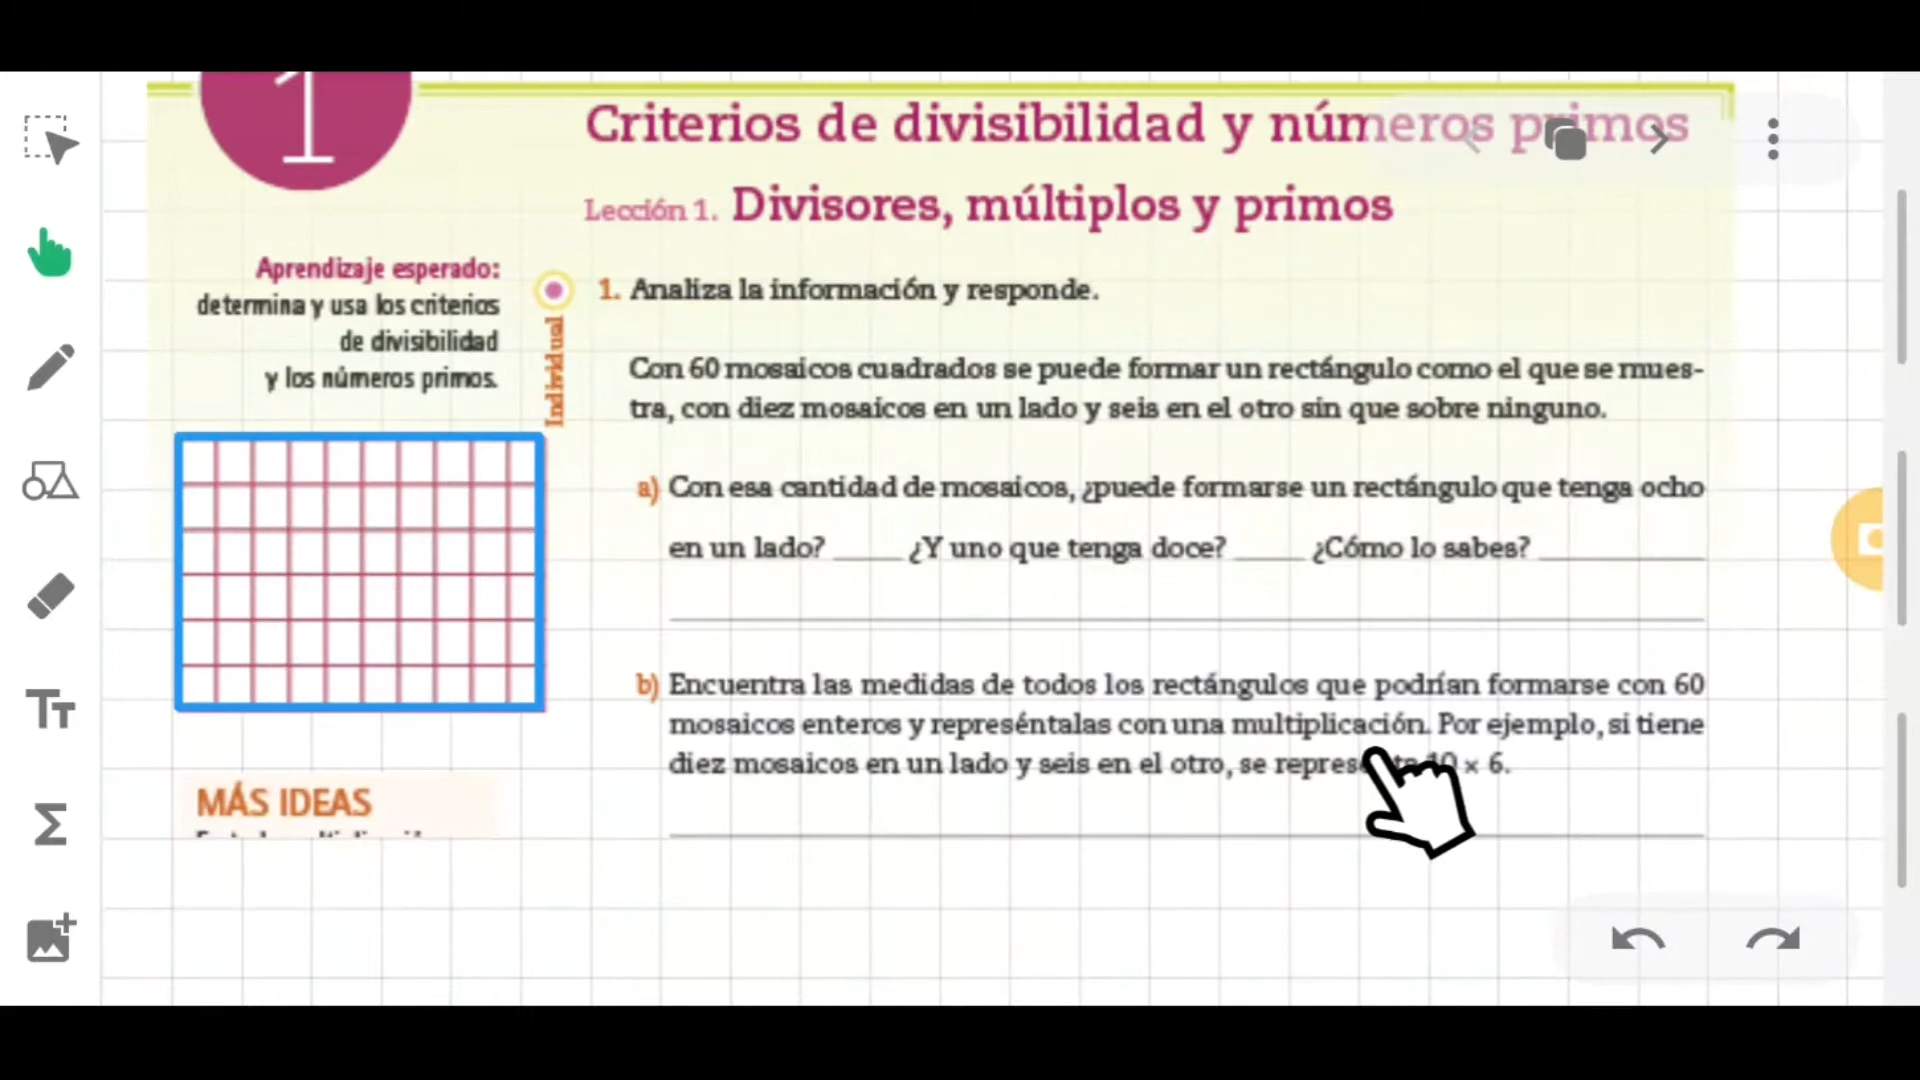 1
Criterios de divisibilidad y números primos
Lección 1. Divisores, múltiplos y primos
Aprendizaje esperado:
determina y usa los criterios
de divisibilidad
y los números primos.
Individual
1. Analiza la información y responde.
Con 60 mosaicos cuadrados se puede formar un rectángulo como el que se mues-
tra, con diez mosaicos en un lado y seis en el otro sin que sobre ninguno.
a) Con esa cantidad de mosaicos, ¿puede formarse un rectángulo que tenga ocho
en un lado? ____ ¿Y uno que tenga doce? ____ ¿Cómo lo sabes? ____
b) Encuentra las medidas de todos los rectángulos que podrían formarse con 60
mosaicos enteros y represéntalas con una multiplicación. Por ejemplo, si tiene
diez mosaicos en un lado y seis en el otro, se representa 10 × 6.
MÁS IDEAS
Tт
Σ